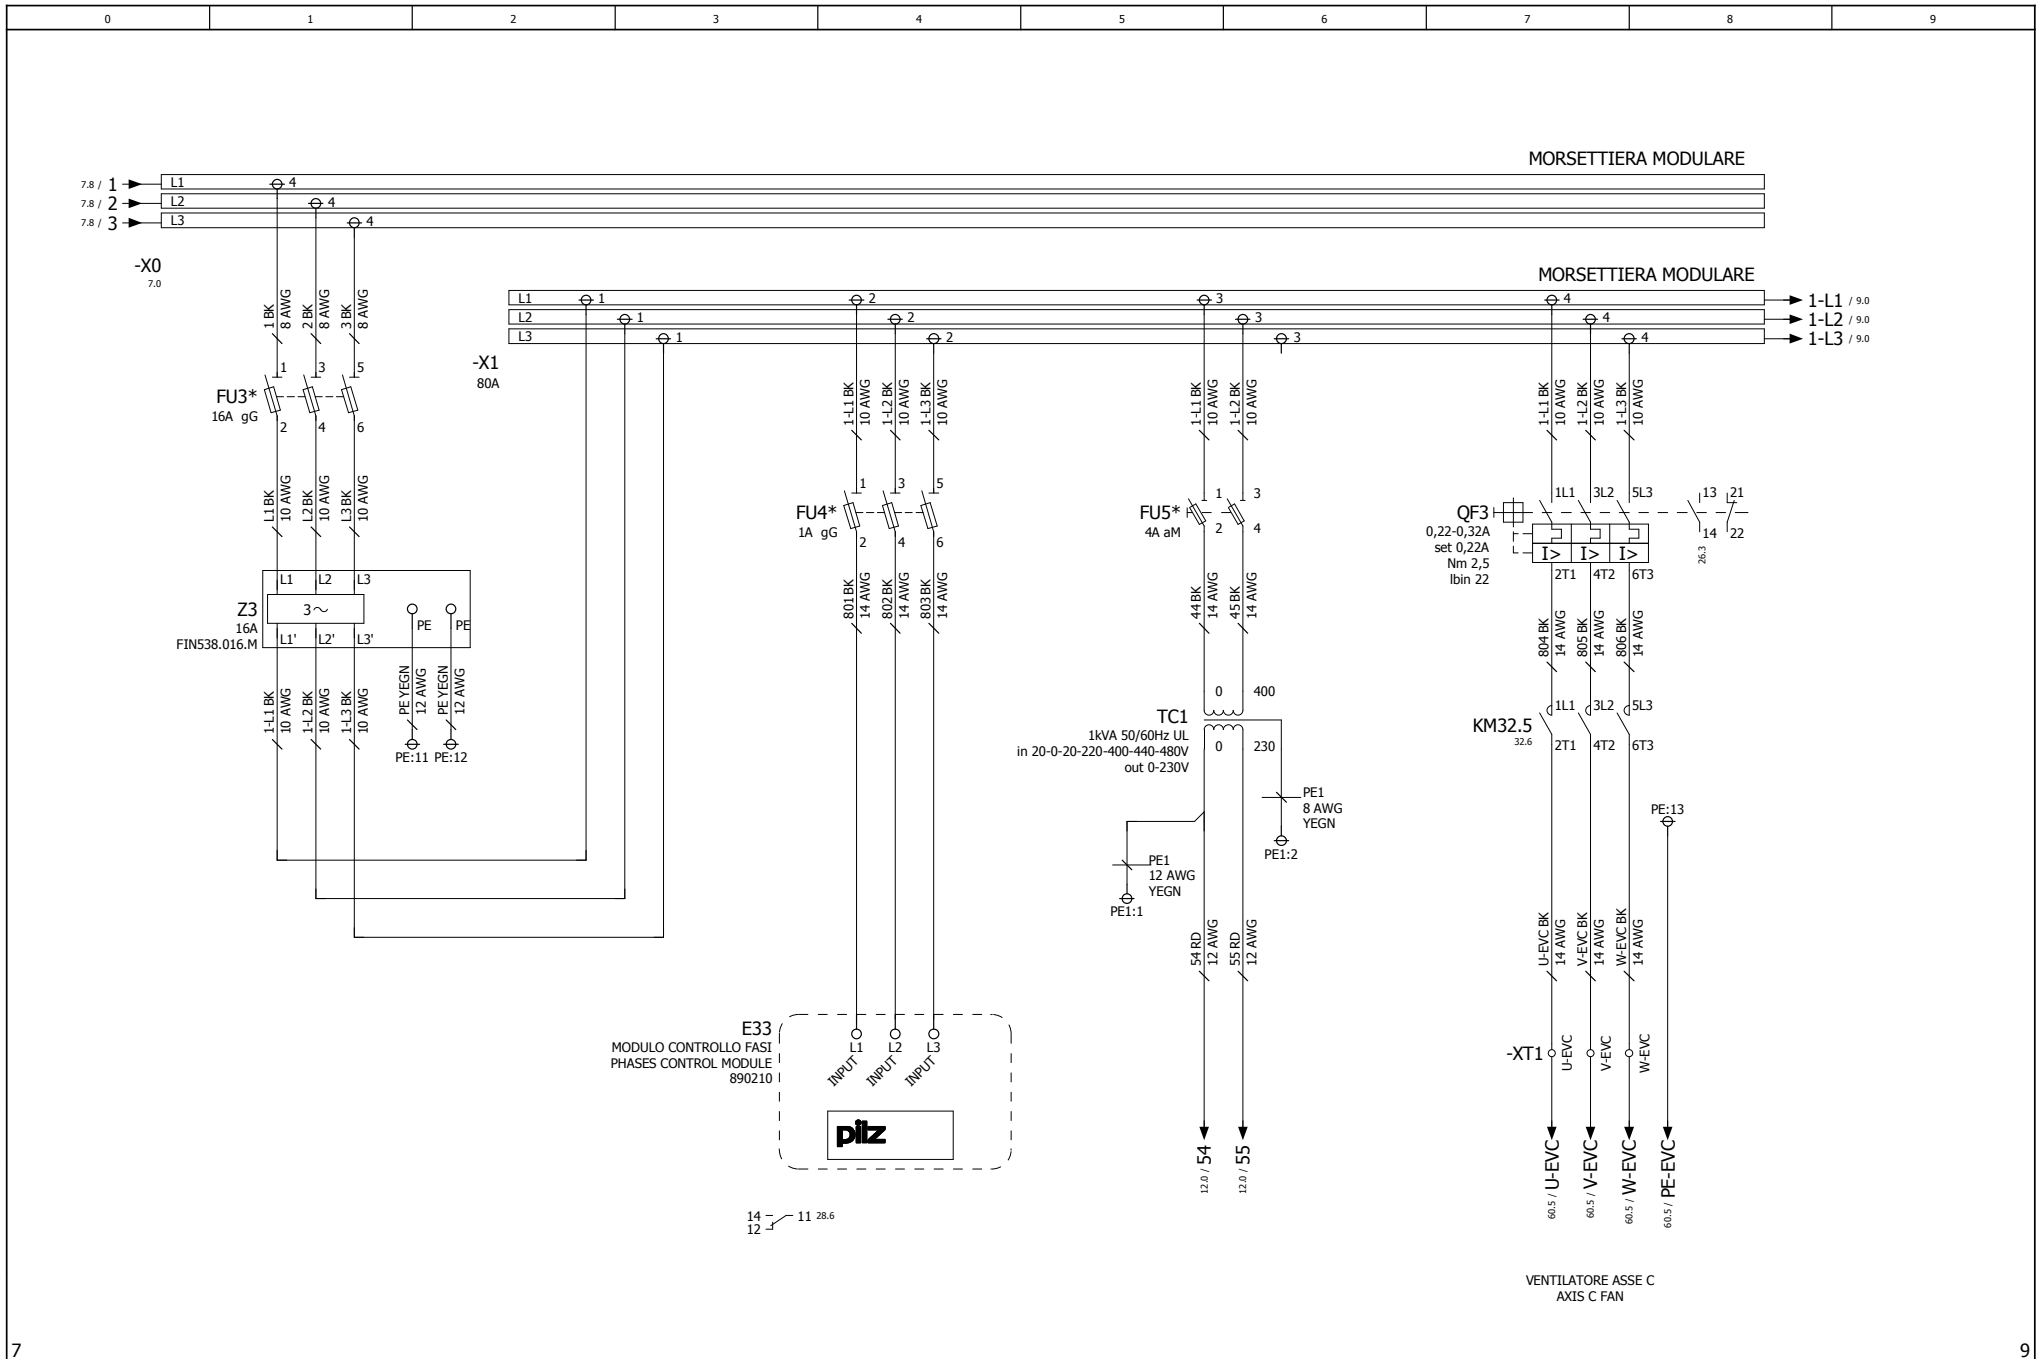 0 1 2 3 4 5 6 7 8 9
MORSETTIERA MODULARE
7.8 / 1 L1 4
7.8 / 2 L2 4
7.8 / 3 L3 4
-X0
7.0
MORSETTIERA MODULARE
L1 1 2 3 4 1-L1 / 9.0
L2 1 2 3 4 1-L2 / 9.0
L3 1 2 3 4 1-L3 / 9.0
-X1
80A
1 BK
8 AWG
2 BK
8 AWG
3 BK
8 AWG
1 3 5
FU3*
16A gG
2 4 6
L1 BK
10 AWG
L2 BK
10 AWG
L3 BK
10 AWG
L1 L2 L3
Z3
16A
FIN538.016.M
3~
PE PE
L1' L2' L3'
1-L1 BK
10 AWG
1-L2 BK
10 AWG
1-L3 BK
10 AWG
PE YEGN
12 AWG
PE YEGN
12 AWG
PE:11 PE:12
1-L1 BK
10 AWG
1-L2 BK
10 AWG
1-L3 BK
10 AWG
1 3 5
FU4*
1A gG
2 4 6
801 BK
14 AWG
802 BK
14 AWG
803 BK
14 AWG
E33
MODULO CONTROLLO FASI
PHASES CONTROL MODULE
890210
L1 L2 L3
INPUT INPUT INPUT
pilz
14 11 28.6
12
1-L1 BK
10 AWG
1-L2 BK
10 AWG
1 3
FU5*
4A aM
2 4
44 BK
14 AWG
45 BK
14 AWG
0 400
TC1
1kVA 50/60Hz UL
in 20-0-20-220-400-440-480V
out 0-230V
0 230
PE1
8 AWG
YEGN
PE1:2
PE1
12 AWG
YEGN
PE1:1
54 RD
12 AWG
55 RD
12 AWG
12.0 / 54
12.0 / 55
1-L1 BK
10 AWG
1-L2 BK
10 AWG
1-L3 BK
10 AWG
1L1 3L2 5L3 13 21
QF3
0,22-0,32A
set 0,22A
Nm 2,5
Ibin 22
I> I> I>
14 22
26.3
2T1 4T2 6T3
804 BK
14 AWG
805 BK
14 AWG
806 BK
14 AWG
1L1 3L2 5L3
KM32.5
32.6
2T1 4T2 6T3
PE:13
U-EVC BK
14 AWG
V-EVC BK
14 AWG
W-EVC BK
14 AWG
-XT1
U-EVC
V-EVC
W-EVC
60.5 / U-EVC
60.5 / V-EVC
60.5 / W-EVC
60.5 / PE-EVC
VENTILATORE ASSE C
AXIS C FAN
7 9